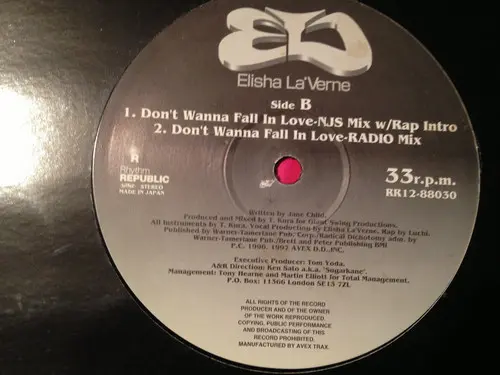 ED
Elisha La'Verne
Side B
1. Don't Wanna Fall In Love-NJS Mix w/Rap Intro
2. Don't Wanna Fall In Love-RADIO Mix
R
Rhythm
REPUBLIC
STEREO
MADE IN JAPAN
33r.p.m.
RR12-88030
Written by Jane Child.
Produced and Mixed by T. Kura for Giant Swing Productions.
All Instruments by T. Kura. Vocal Production By Elisha La'Verne. Rap by Luichi.
Published by Warner-Tamerlane Pub. Corp./Radical Dichotomy adm. by
Warner-Tamerlane Pub./Brett and Peter Publishing BMI
P.C. 1996, 1997 AVEX D.D.,INC.
Executive Producer: Tom Yoda.
A&R Direction: Ken Sato a.k.a. "Sugarkane".
Management: Tony Hearne and Martin Elliott for Total Management.
P.O. Box: 11366 London SE15 7ZL
ALL RIGHTS OF THE RECORD
PRODUCER AND OF THE OWNER
OF THE WORK REPRODUCED.
COPYING, PUBLIC PERFORMANCE
AND BROADCASTING OF THIS
RECORD PROHIBITED.
MANUFACTURED BY AVEX TRAX.